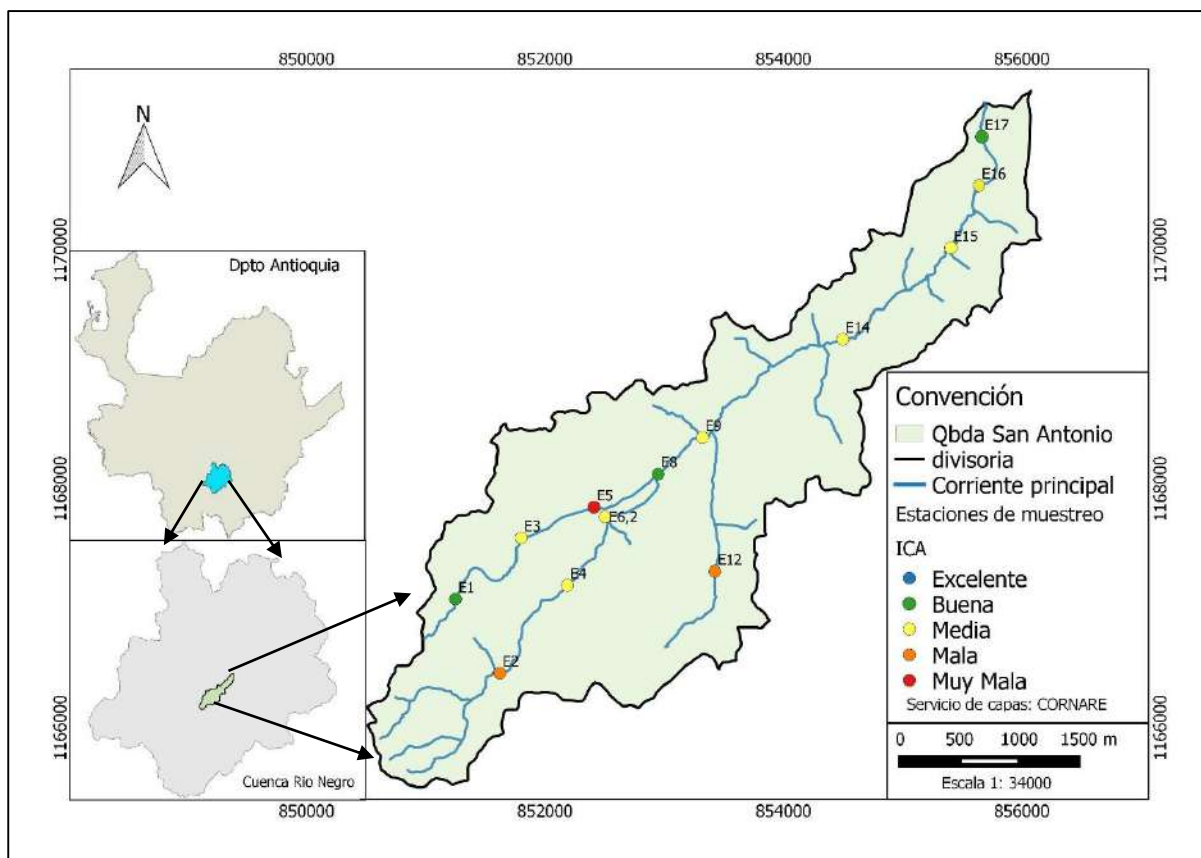 850000 852000 854000 856000
N
1170000
1168000
1166000
Dpto Antioquia
Cuenca Rio Negro
E17
E16
E15
E14
E9
E8
E5
E6,2
E3
E12
E4
E1
E2
1170000
1168000
1166000
Convención
Qbda San Antonio
divisoria
Corriente principal
Estaciones de muestreo
ICA
Excelente
Buena
Media
Mala
Muy Mala
Servicio de capas: CORNARE
0 500 1000 1500 m
Escala 1: 34000
850000 852000 854000 856000